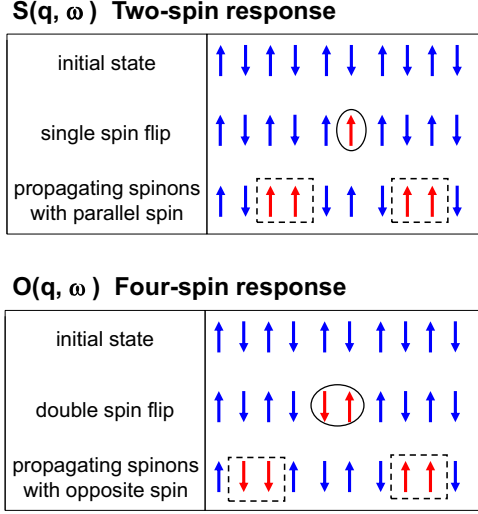 S(q, ω ) Two-spin response
initial state
single spin flip
propagating spinons
with parallel spin
O(q, ω ) Four-spin response
initial state
double spin flip
propagating spinons
with opposite spin